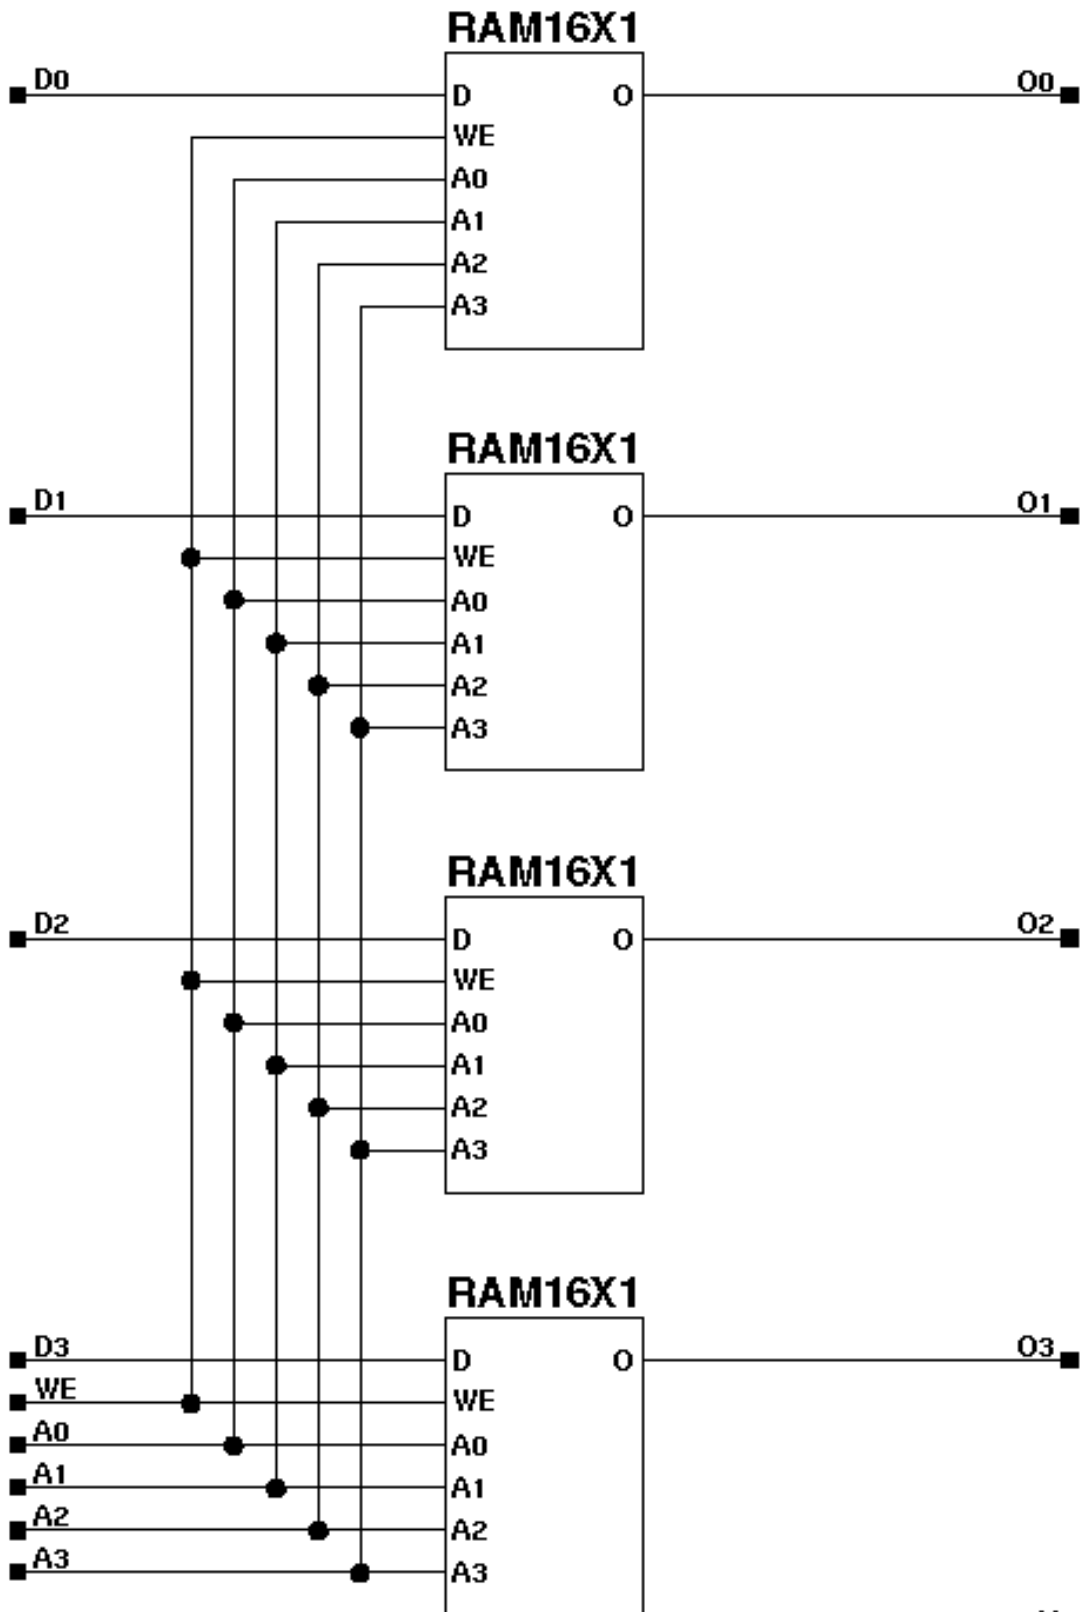 RAM16X1
D0 D O O0
WE
A0
A1
A2
A3
RAM16X1
D1 D O O1
WE
A0
A1
A2
A3
RAM16X1
D2 D O O2
WE
A0
A1
A2
A3
RAM16X1
D3 D O O3
WE WE
A0 A0
A1 A1
A2 A2
A3 A3